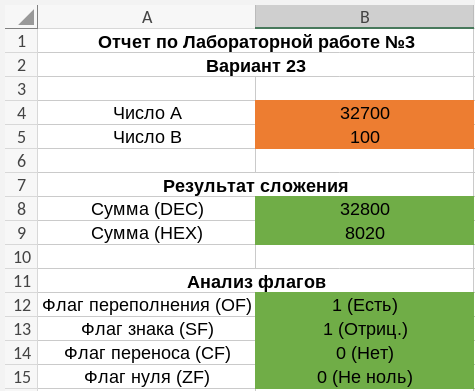 A B
1 Отчет по Лабораторной работе №3
2 Вариант 23
3
4 Число А 32700
5 Число В 100
6
7 Результат сложения
8 Сумма (DEC) 32800
9 Сумма (HEX) 8020
10
11 Анализ флагов
12 Флаг переполнения (OF) 1 (Есть)
13 Флаг знака (SF) 1 (Отриц.)
14 Флаг переноса (CF) 0 (Нет)
15 Флаг нуля (ZF) 0 (Не ноль)